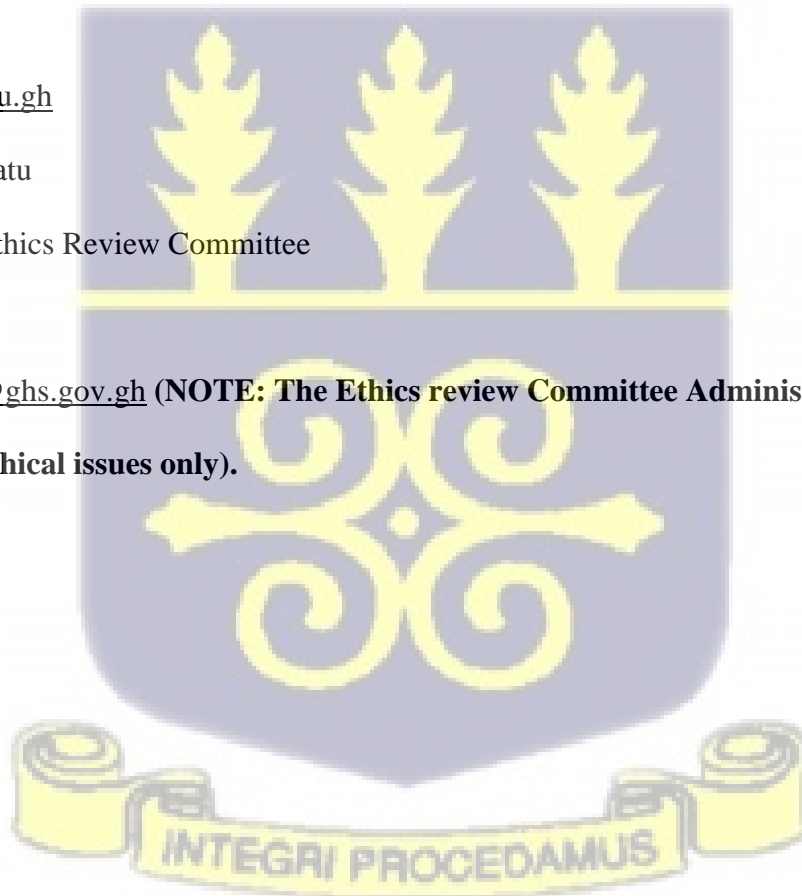 u.gh
atu
thics Review Committee
@ghs.gov.gh (NOTE: The Ethics review Committee Adminis
hical issues only).
INTEGRI PROCEDAMUS